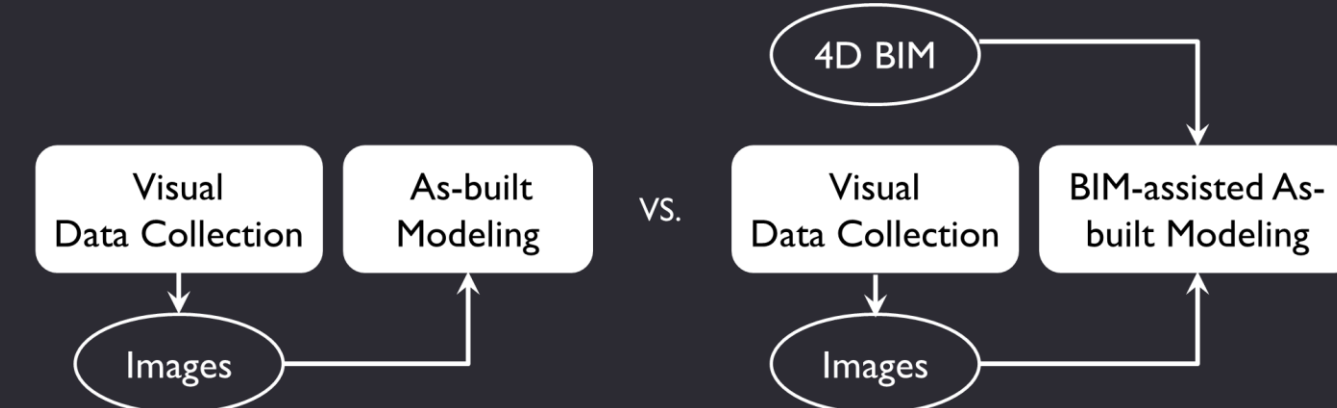 4D BIM
Visual
Data Collection
As-built
Modeling
vs.
Visual
Data Collection
BIM-assisted As-
built Modeling
Images
Images